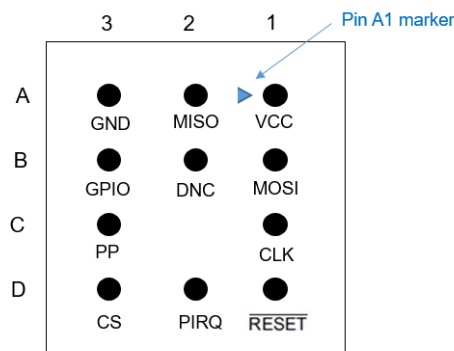 Pin A1 marker
3 2 1
A
GND MISO VCC
B
GPIO DNC MOSI
C
PP CLK
D
CS PIRQ RESET